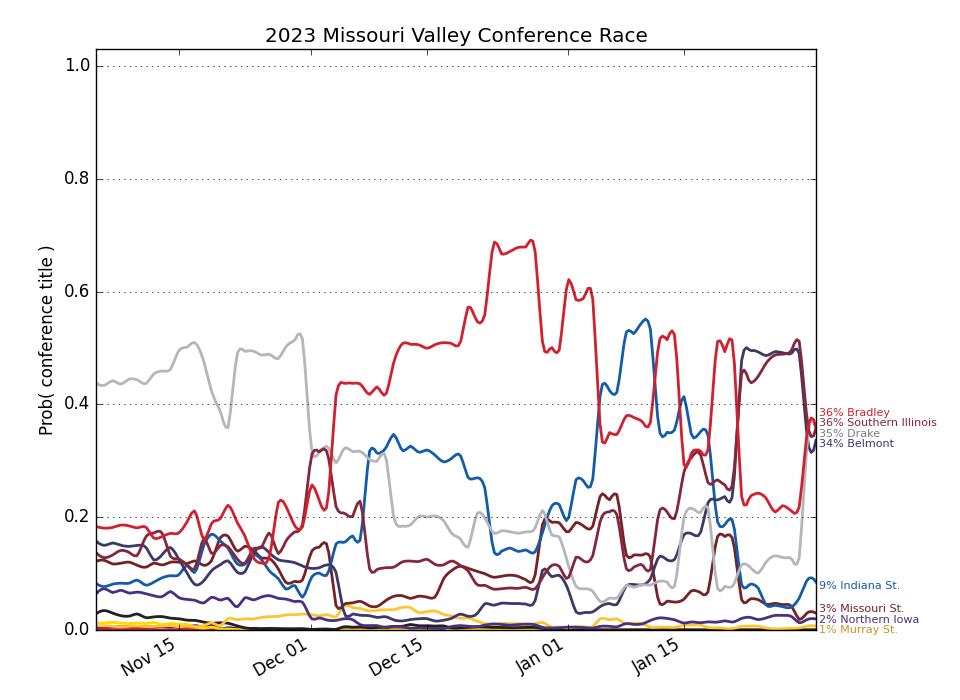 2023 Missouri Valley Conference Race
Prob( conference title )
1.0
0.8
0.6
0.4
0.2
0.0
Nov 15
Dec 01
Dec 15
Jan 01
Jan 15
36% Bradley
36% Southern Illinois
35% Drake
34% Belmont
9% Indiana St.
3% Missouri St.
2% Northern Iowa
1% Murray St.